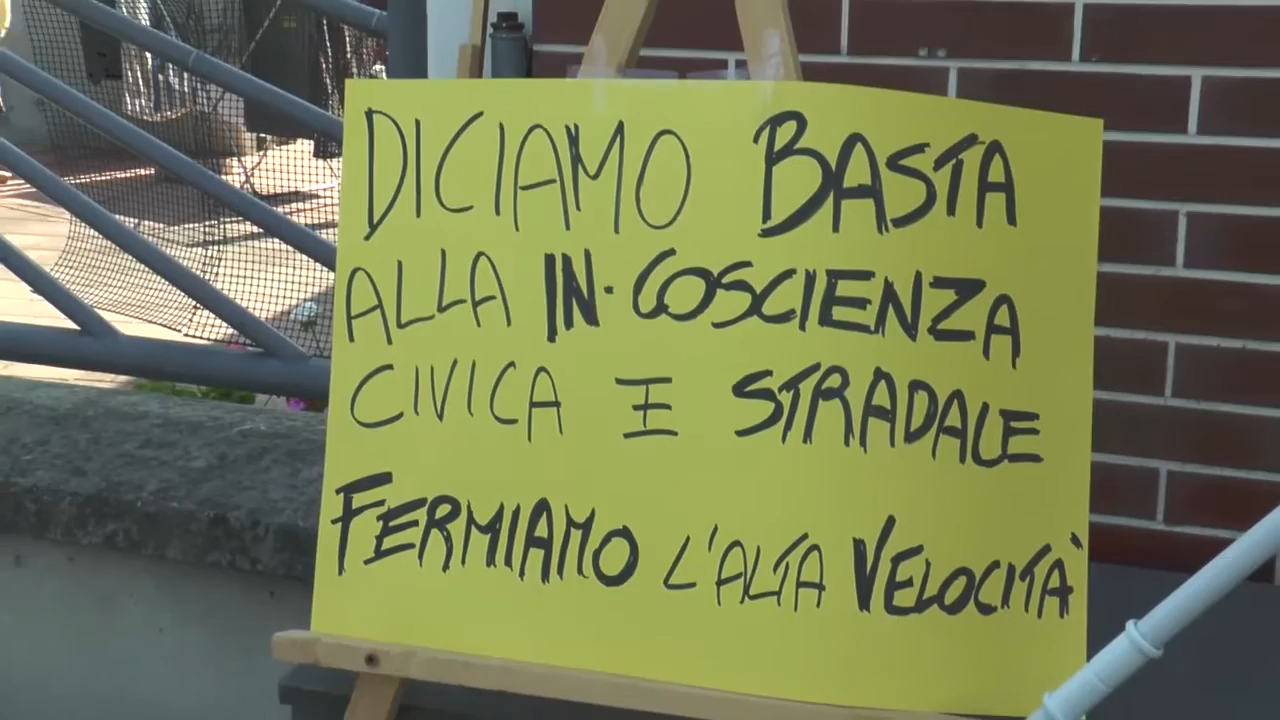 DICIAMO BASTA
ALLA IN·COSCIENZA
CIVICA E STRADALE
FERMIAMO L'ALTA VELOCITÀ